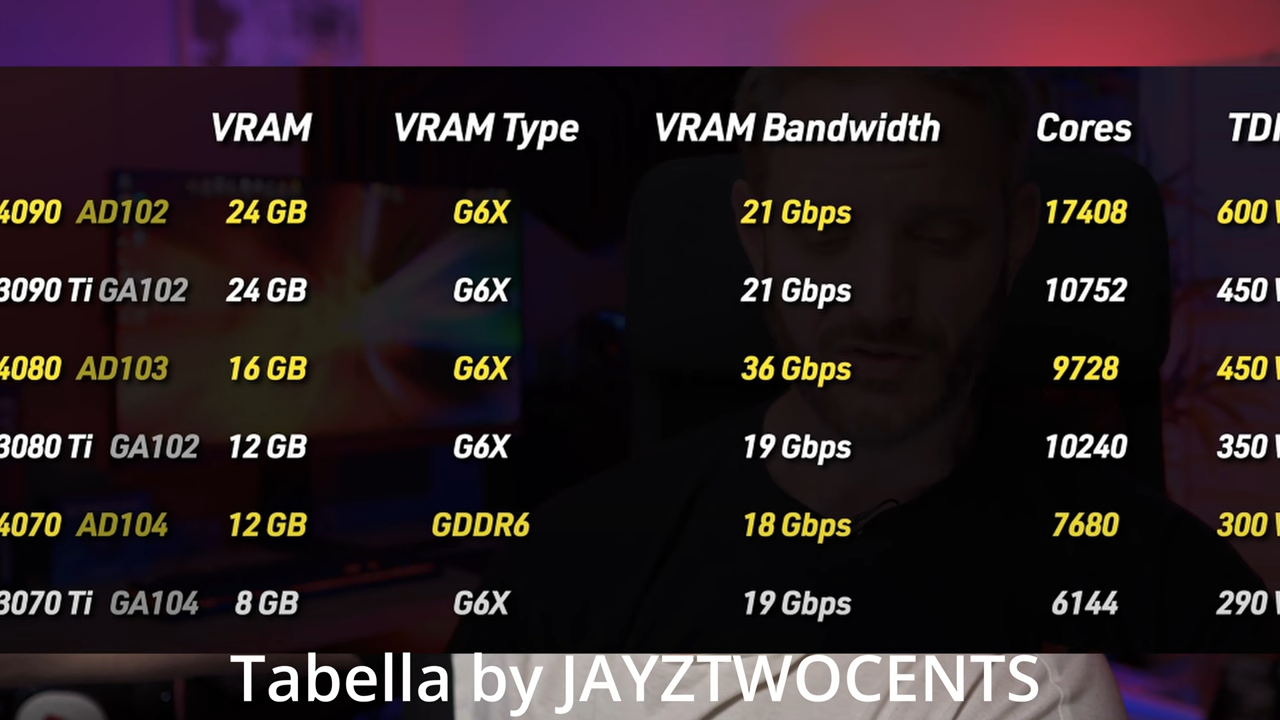 VRAM VRAM Type VRAM Bandwidth Cores TD
4090 AD102 24 GB G6X 21 Gbps 17408 600
3090 Ti GA102 24 GB G6X 21 Gbps 10752 450
4080 AD103 16 GB G6X 36 Gbps 9728 450
3080 Ti GA102 12 GB G6X 19 Gbps 10240 350
4070 AD104 12 GB GDDR6 18 Gbps 7680 300
3070 Ti GA104 8 GB G6X 19 Gbps 6144 290
Tabella by JAYZTWOCENTS